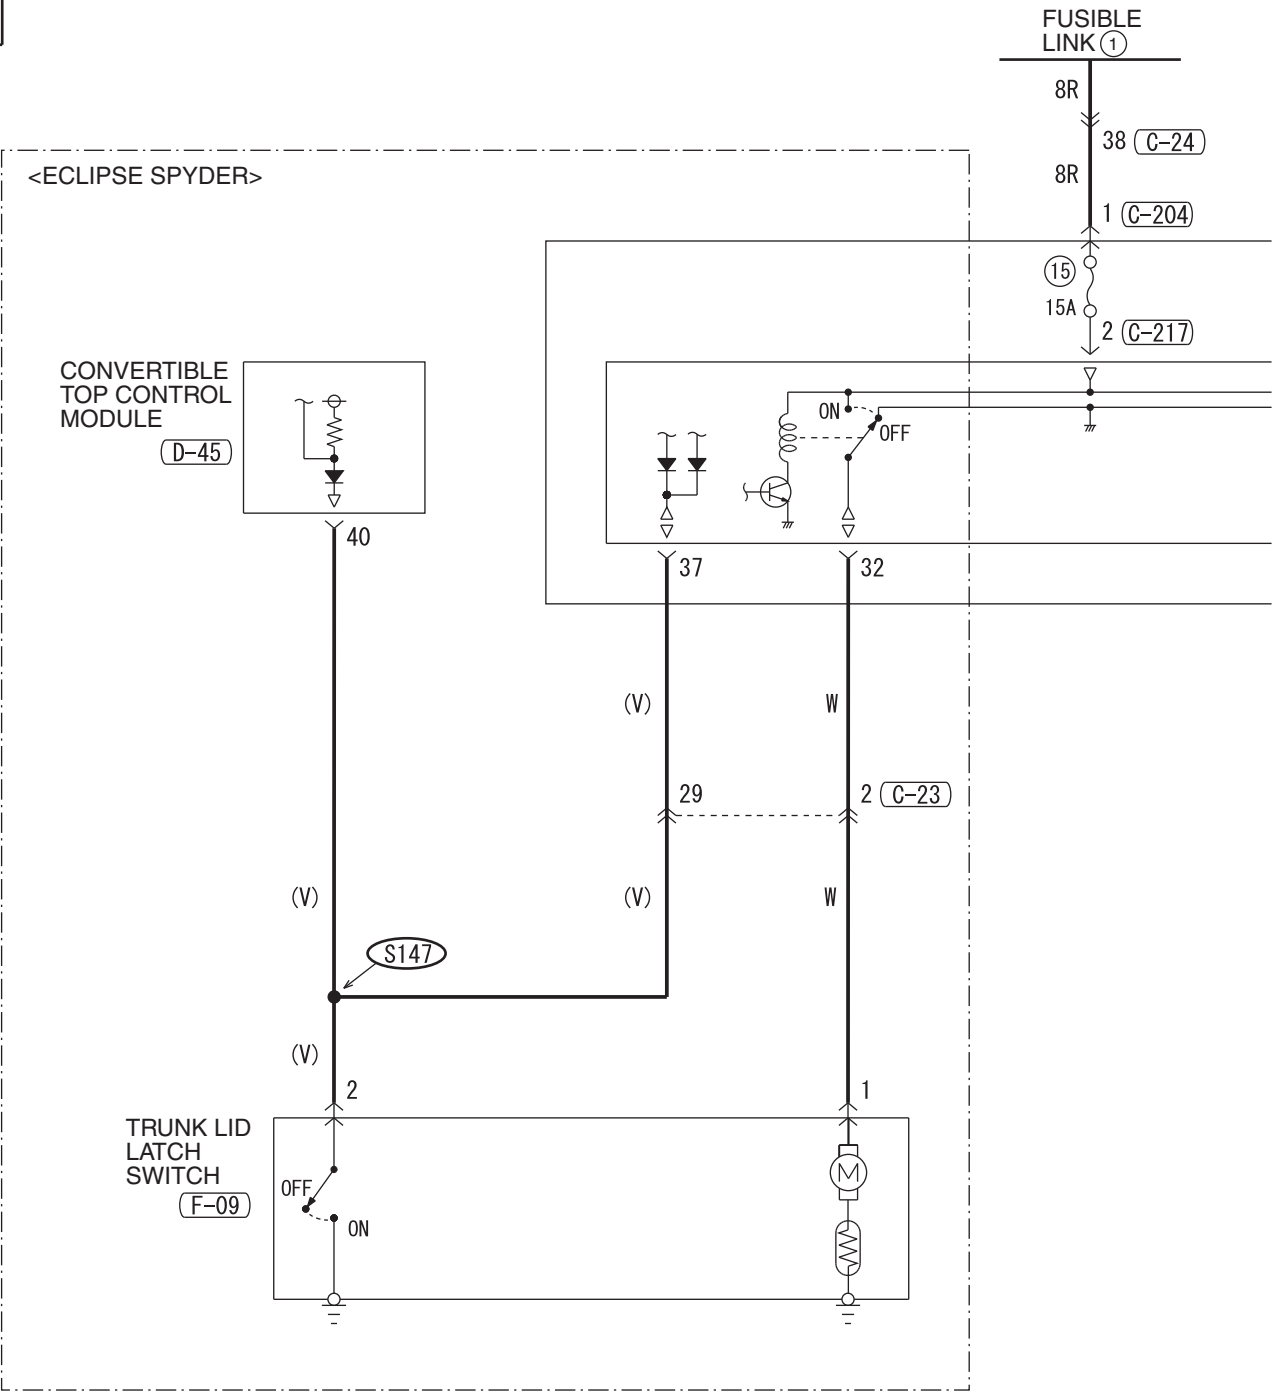 FUSIBLE
LINK 1
8R
38 C-24
<ECLIPSE SPYDER>
8R
1 C-204
15
15A
2 C-217
CONVERTIBLE
TOP CONTROL
MODULE
D-45
ON
OFF
40
37
32
(V)
W
29
2 C-23
(V)
(V)
W
S147
(V)
2
1
TRUNK LID
LATCH
SWITCH
F-09
OFF
ON
M